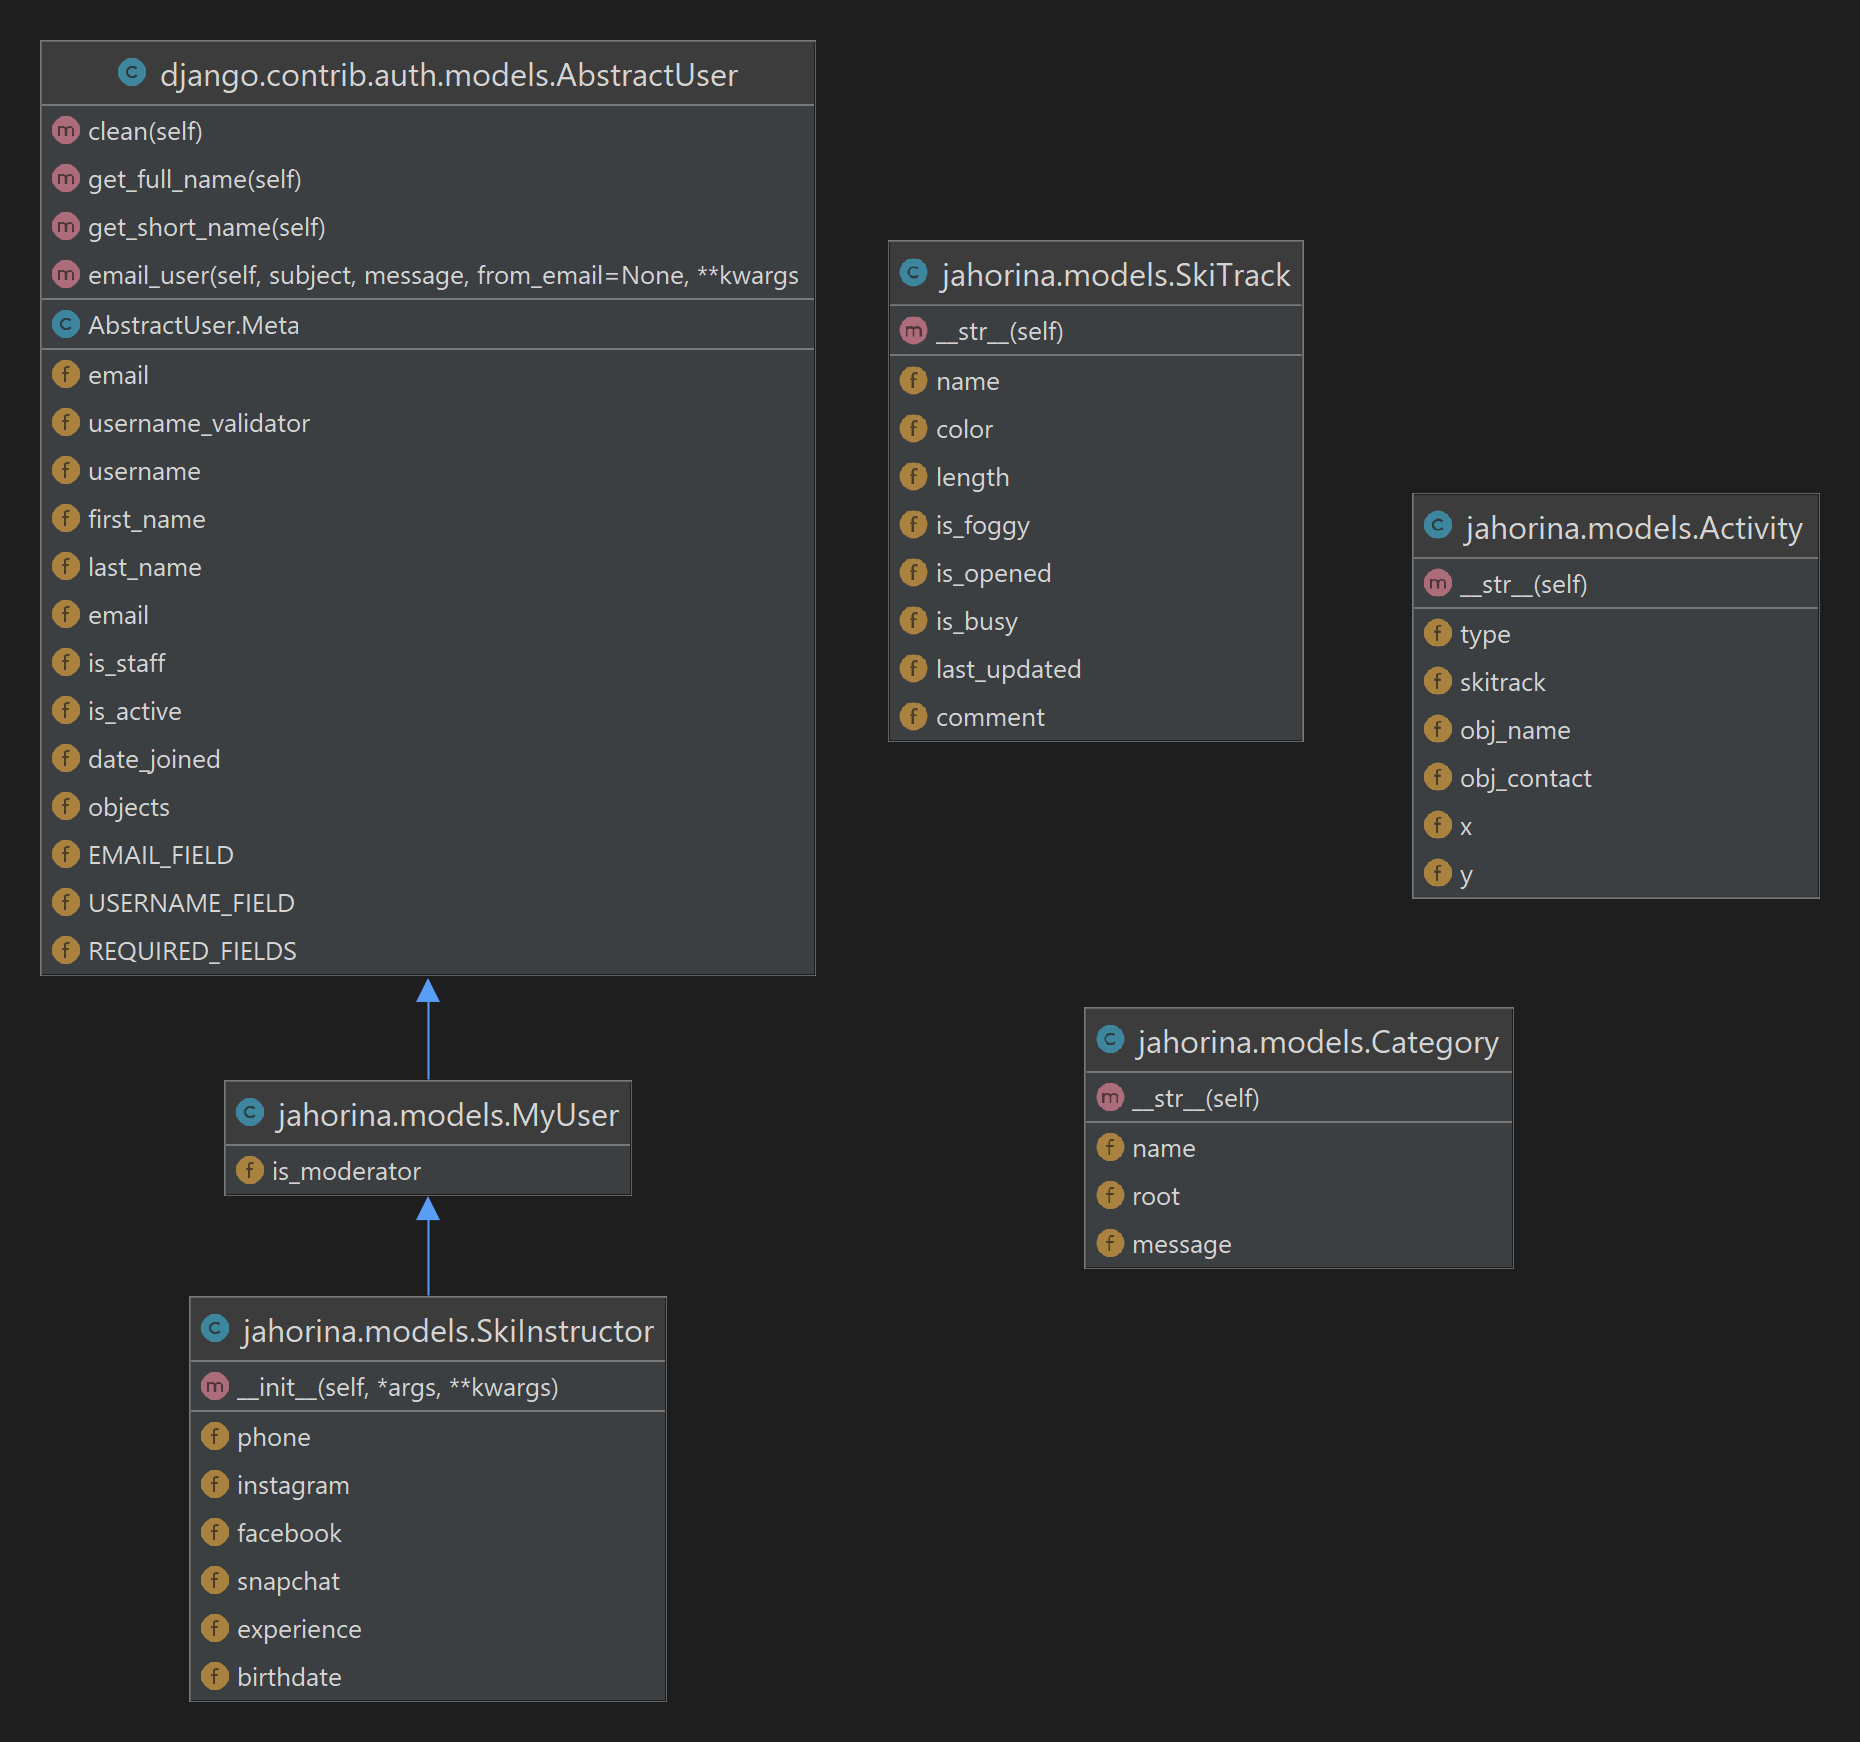 django.contrib.auth.models.AbstractUser
clean(self)
get_full_name(self)
get_short_name(self)
email_user(self, subject, message, from_email=None, **kwargs
AbstractUser.Meta
email
username_validator
username
first_name
last_name
email
is_staff
is_active
date_joined
objects
EMAIL_FIELD
USERNAME_FIELD
REQUIRED_FIELDS
jahorina.models.MyUser
is_moderator
jahorina.models.SkiInstructor
__init__(self, *args, **kwargs)
phone
instagram
facebook
snapchat
experience
birthdate
jahorina.models.SkiTrack
__str__(self)
name
color
length
is_foggy
is_opened
is_busy
last_updated
comment
jahorina.models.Activity
__str__(self)
type
skitrack
obj_name
obj_contact
x
y
jahorina.models.Category
__str__(self)
name
root
message